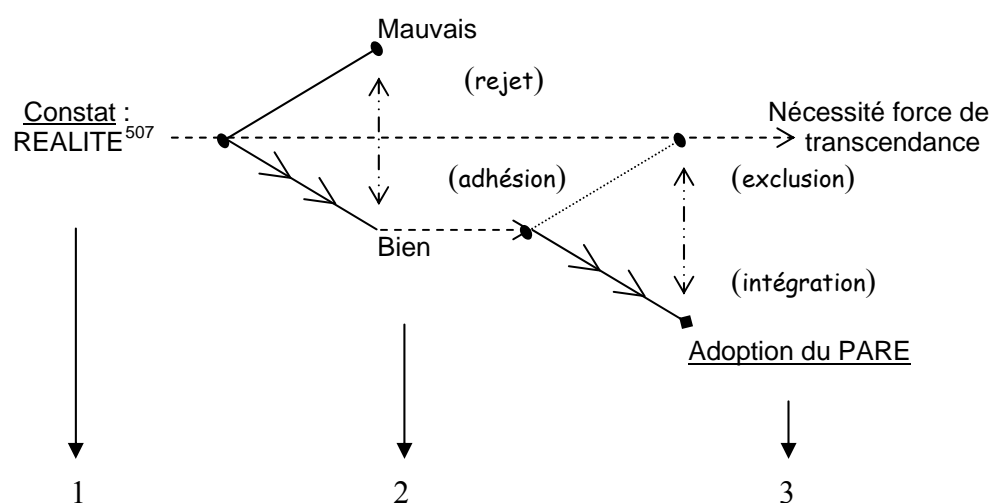 Mauvais
(rejet)
Constat :
REALITE507
Nécessité force de
transcendance
(adhésion)
(exclusion)
Bien
(intégration)
Adoption du PARE
1
2
3